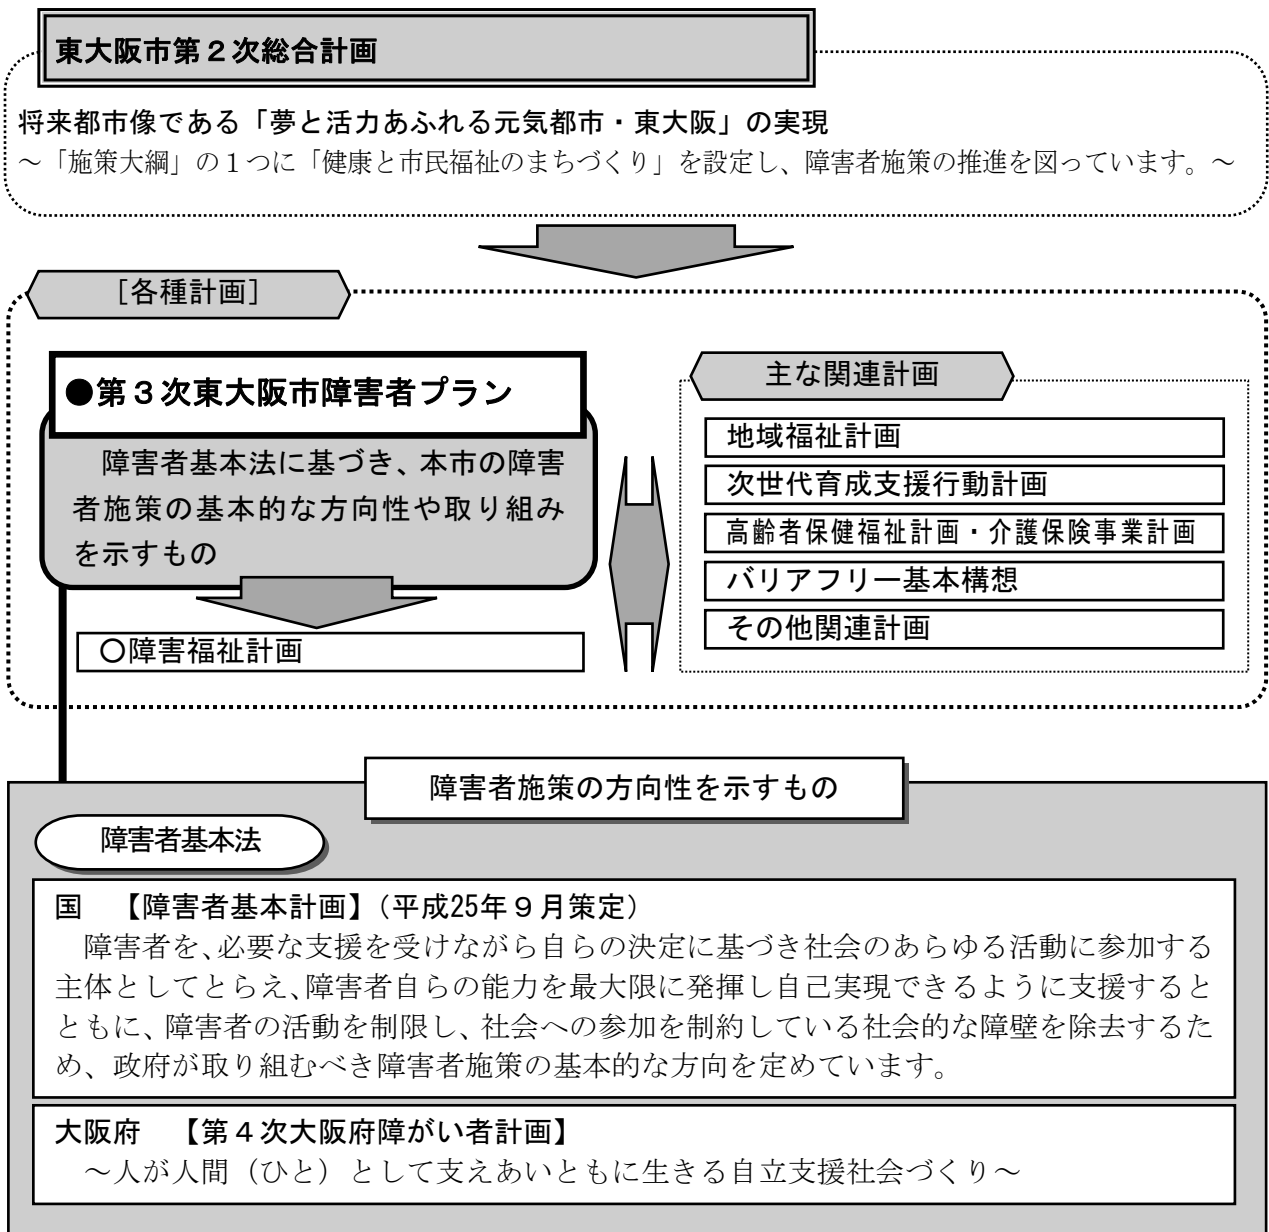 東大阪市第２次総合計画
将来都市像である「夢と活力あふれる元気都市・東大阪」の実現
～「施策大綱」の１つに「健康と市民福祉のまちづくり」を設定し、障害者施策の推進を図っています。～
［各種計画］
●第３次東大阪市障害者プラン
障害者基本法に基づき、本市の障害
者施策の基本的な方向性や取り組み
を示すもの
〇障害福祉計画
主な関連計画
地域福祉計画
次世代育成支援行動計画
高齢者保健福祉計画・介護保険事業計画
バリアフリー基本構想
その他関連計画
障害者施策の方向性を示すもの
障害者基本法
国　【障害者基本計画】（平成25年９月策定）
障害者を、必要な支援を受けながら自らの決定に基づき社会のあらゆる活動に参加する
主体としてとらえ、障害者自らの能力を最大限に発揮し自己実現できるように支援すると
ともに、障害者の活動を制限し、社会への参加を制約している社会的な障壁を除去するた
め、政府が取り組むべき障害者施策の基本的な方向を定めています。
大阪府　【第４次大阪府障がい者計画】
～人が人間（ひと）として支えあいともに生きる自立支援社会づくり～